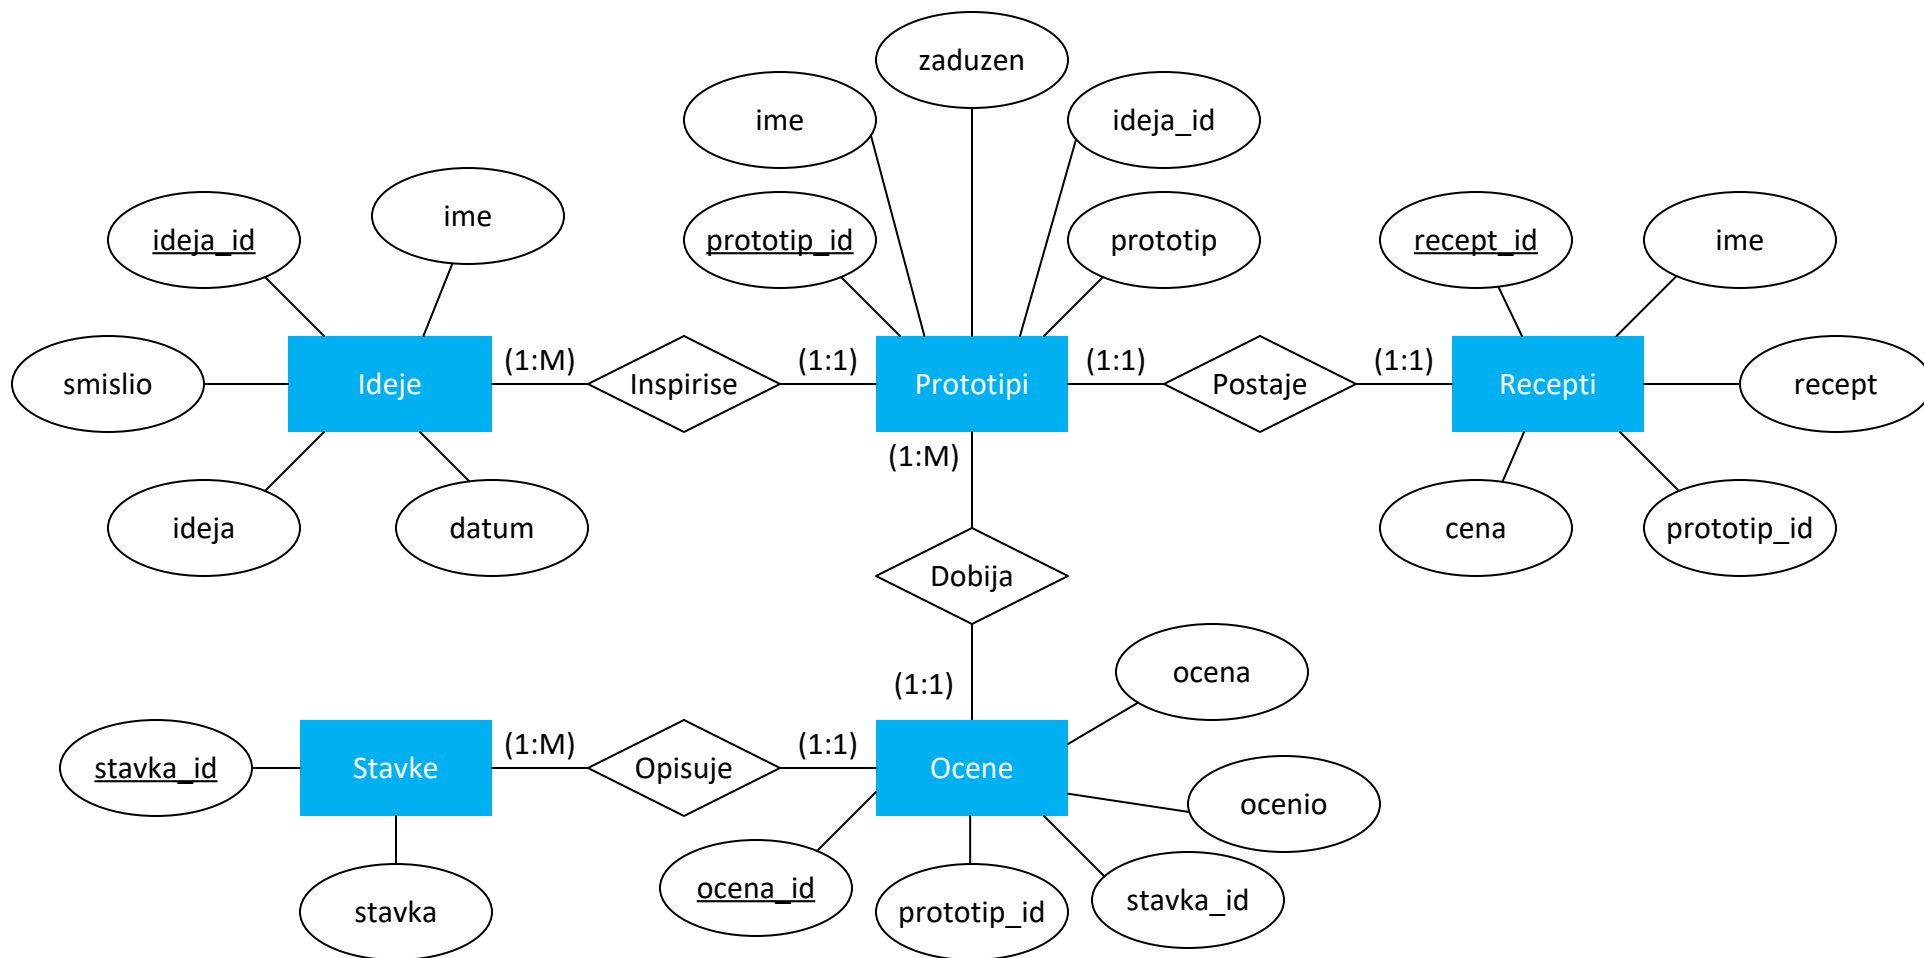 zaduzen
ime
ideja_id
ime
ideja_id
prototip_id
prototip
recept_id
ime
(1:M)
(1:1)
(1:1)
(1:1)
smislio
Ideje
Inspirise
Prototipi
Postaje
Recepti
recept
(1:M)
ideja
datum
cena
prototip_id
Dobija
ocena
(1:1)
(1:M)
(1:1)
stavka_id
Stavke
Opisuje
Ocene
ocenio
ocena_id
stavka_id
stavka
prototip_id